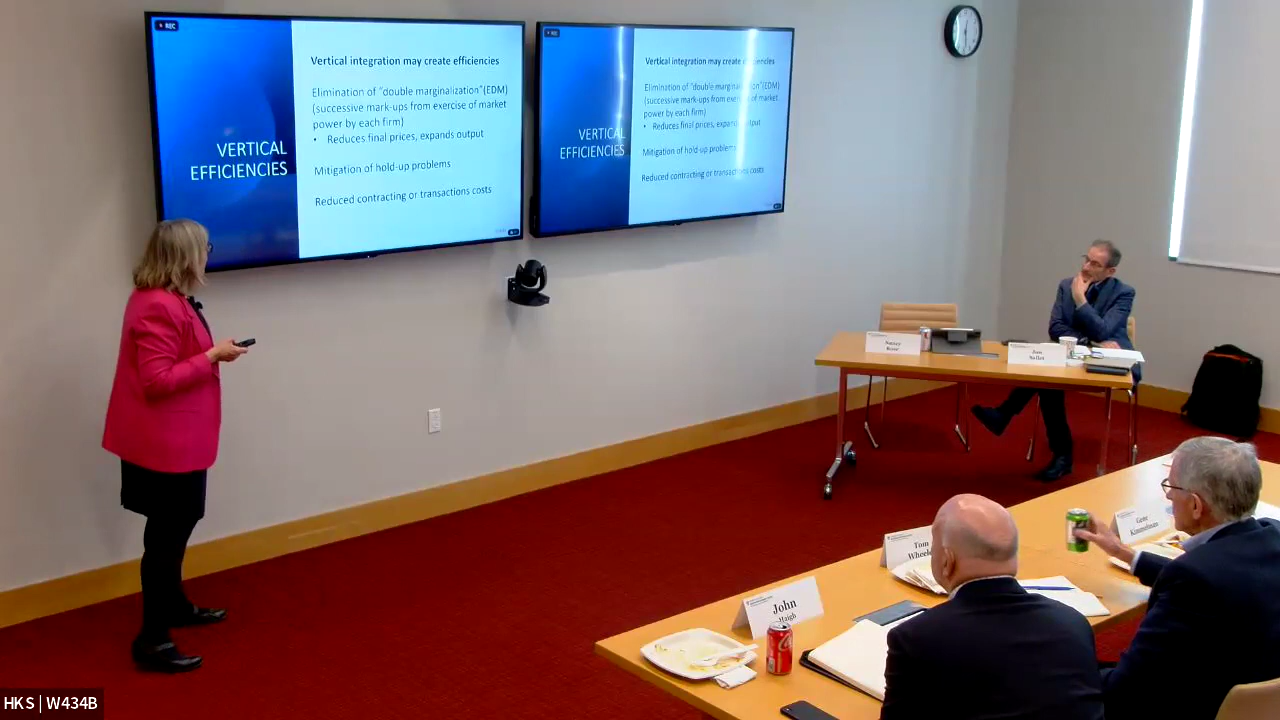 REC
VERTICAL
EFFICIENCIES
Vertical integration may create efficiencies
Elimination of "double marginalization"(EDM)
(successive mark-ups from exercise of market
power by each firm)
• Reduces final prices, expands output
Mitigation of hold-up problems
Reduced contracting or transactions costs
REC
VERTICAL
EFFICIENCIES
Vertical integration may create
Elimination of "double
(successive mark-ups from exercise of market
power by each firm)
• Reduces final prices, expands output
Mitigation of hold-up problems
Reduced contracting or transactions costs
Nancy
Rose
Jon
Sallet
Gene
Kimmelman
Tom
John
Haigh
HKS | W434B